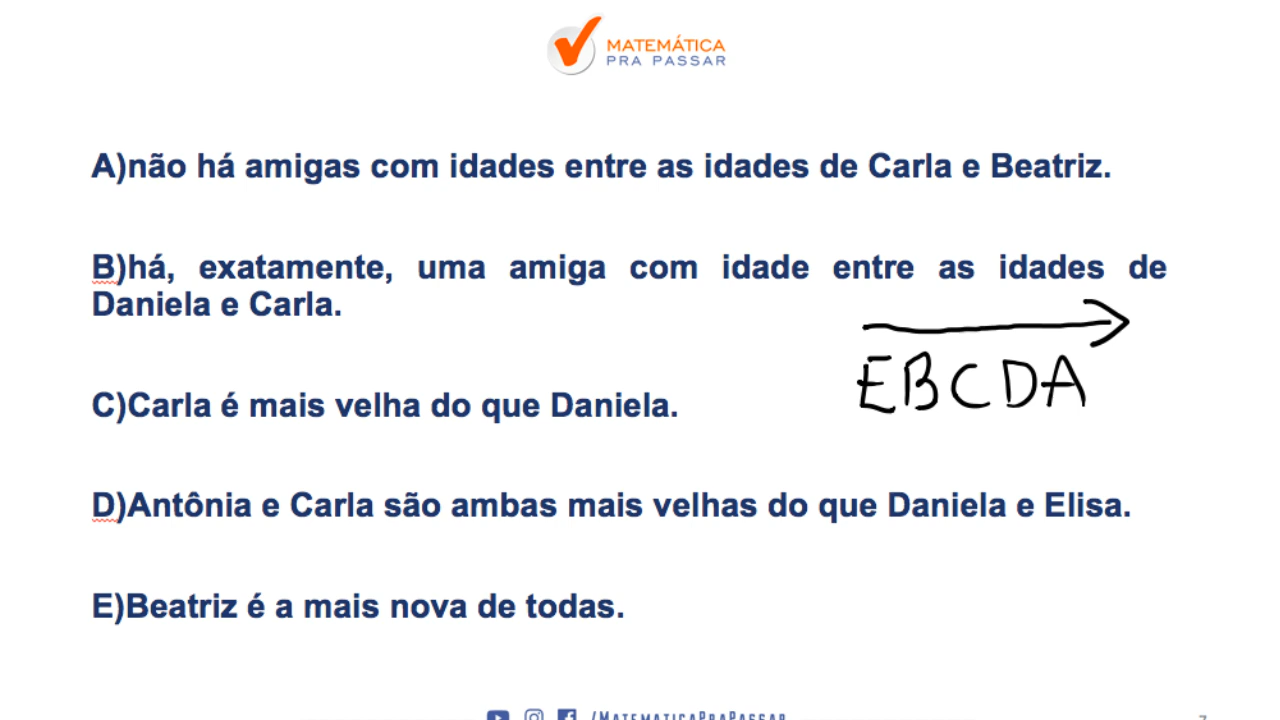 MATEMÁTICA
PRA PASSAR
A)não há amigas com idades entre as idades de Carla e Beatriz.
B)há, exatamente, uma amiga com idade entre as idades de
Daniela e Carla.
EBCDA
C)Carla é mais velha do que Daniela.
D)Antônia e Carla são ambas mais velhas do que Daniela e Elisa.
E)Beatriz é a mais nova de todas.
/MATEMATICAPRAPASSAR